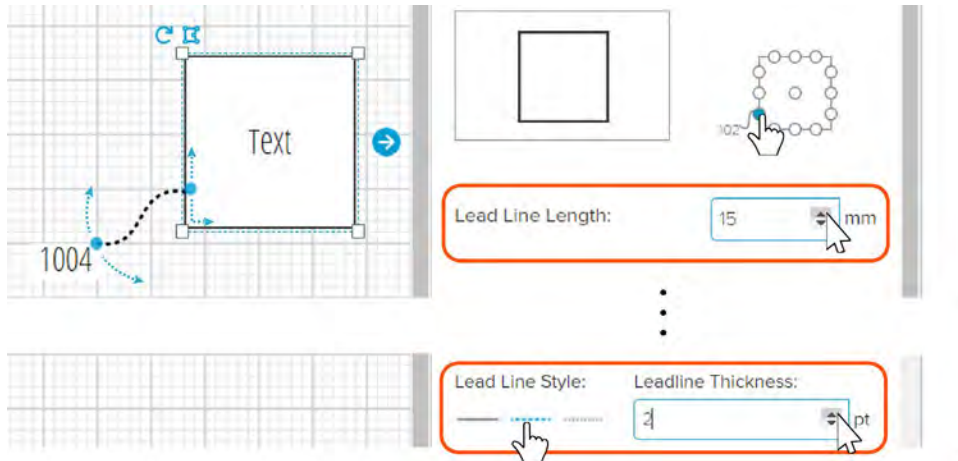 Text
1004
102
Lead Line Length:
15
mm
Lead Line Style:
Leadline Thickness:
2
pt